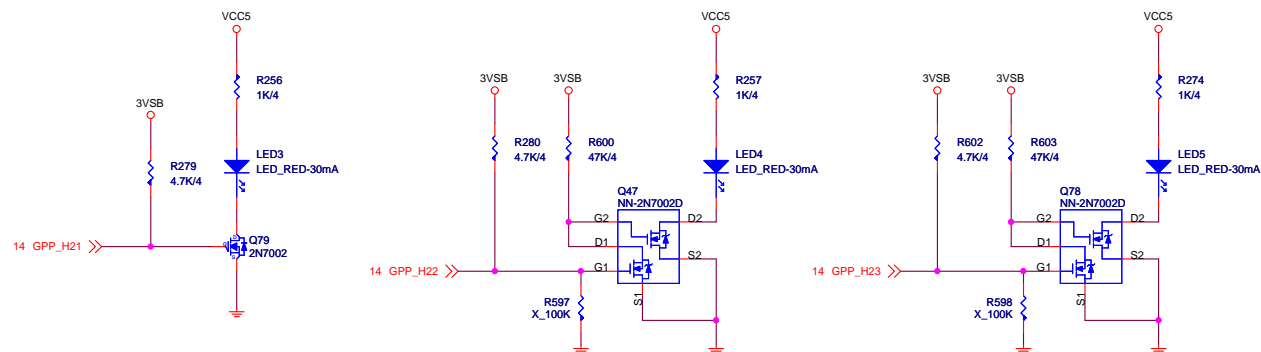 VCC5
R256
1K/4
3VSB
R279
4.7K/4
LED3
LED_RED-30mA
Q79
2N7002
14 GPP_H21
VCC5
R257
1K/4
3VSB
3VSB
R280
4.7K/4
R600
47K/4
LED4
LED_RED-30mA
Q47
NN-2N7002D
G2
D2
D1
S2
14 GPP_H22
G1
S1
R597
X_100K
VCC5
R274
1K/4
3VSB
3VSB
R602
4.7K/4
R603
47K/4
LED5
LED_RED-30mA
Q78
NN-2N7002D
G2
D2
D1
S2
14 GPP_H23
G1
S1
R598
X_100K